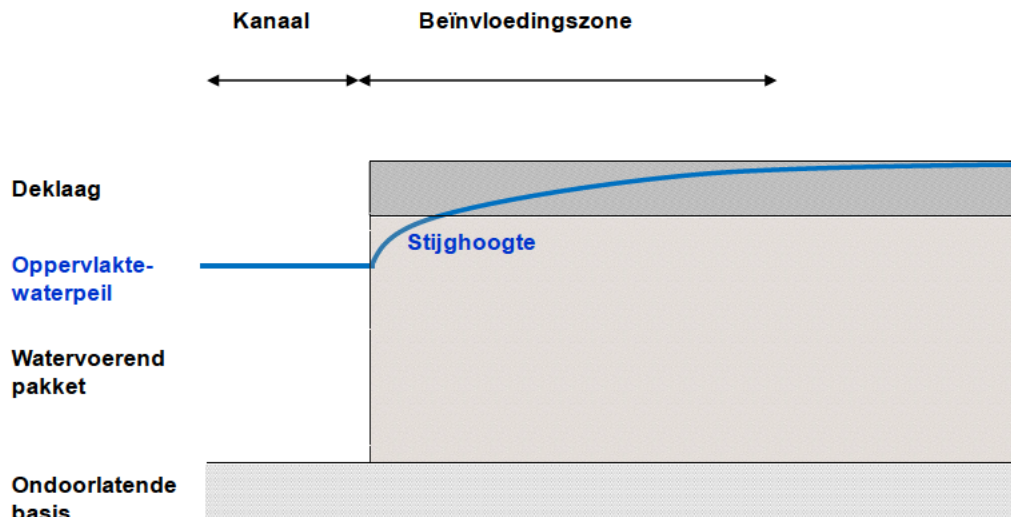 Kanaal
Beïnvloedingszone
Deklaag
Stijghoogte
Oppervlakte-
waterpeil
Watervoerend
pakket
Ondoorlatende
basis